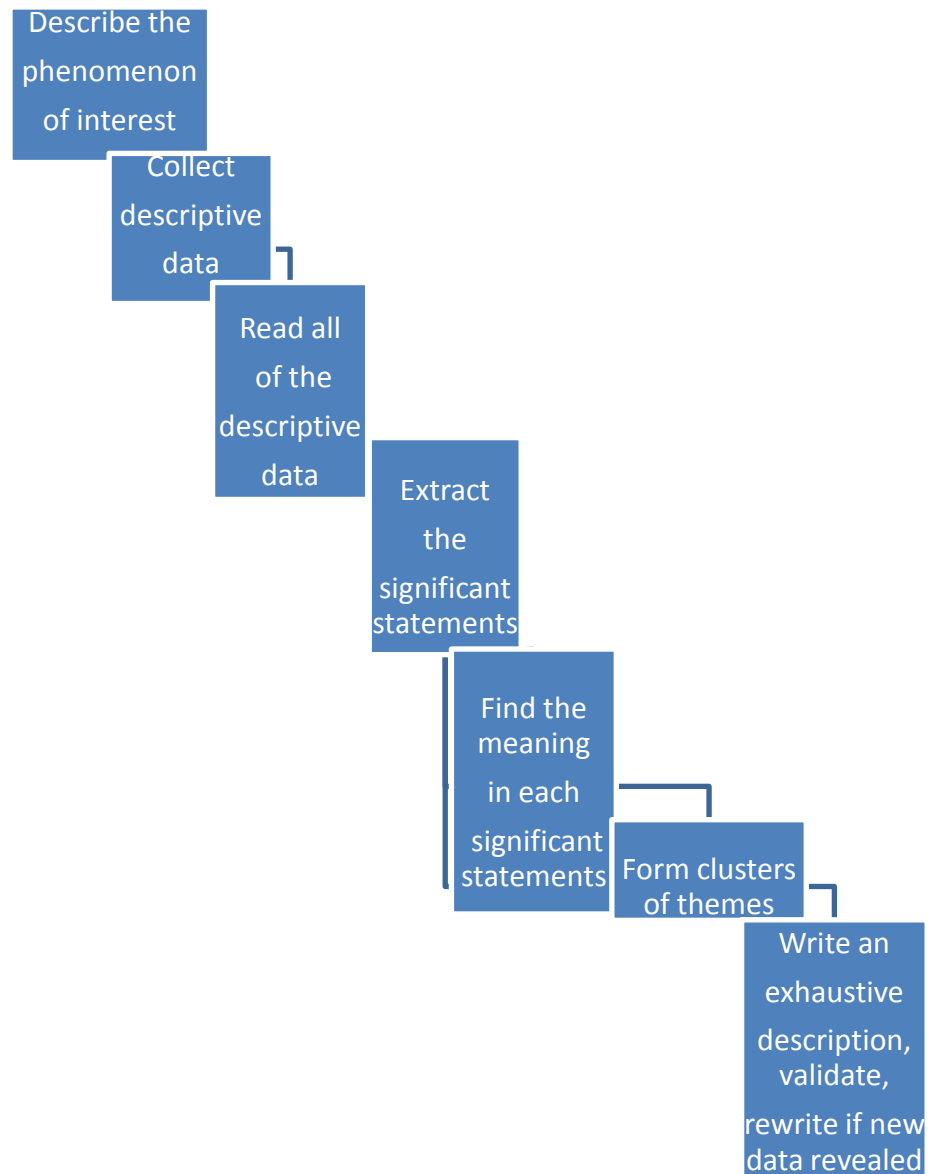 Describe the
phenomenon
of interest
Collect
descriptive
data
Read all
of the
descriptive
data
Extract
the
significant
statements
Find the
meaning
in each
significant
statements
Form clusters
of themes
Write an
exhaustive
description,
validate,
rewrite if new
data revealed